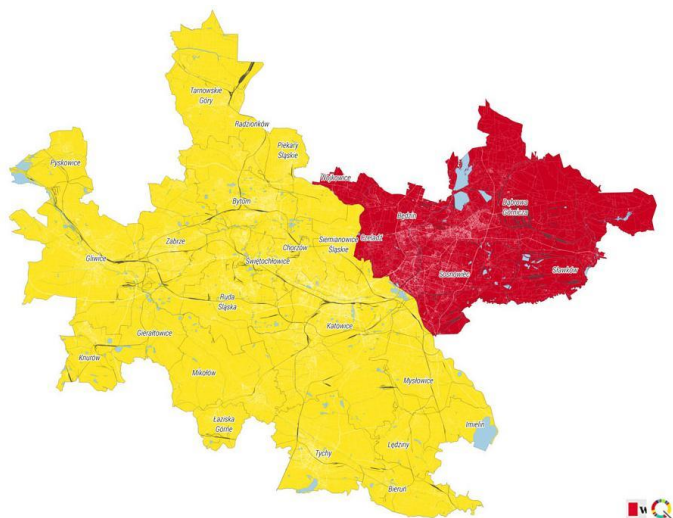 Tarnowskie
Góry
Radzionków
Piekary
Śląskie
Pyskowice
Wojkowice
Bytom
Będzin
Dąbrowa
Górnicza
Zabrze
Chorzów
Siemianowice
Śląskie
Czeladź
Gliwice
Świętochłowice
Sosnowiec
Sławków
Ruda
Śląska
Gierałtowice
Katowice
Knurów
Mikołów
Mysłowice
Łaziska
Górne
Imielin
Tychy
Lędziny
Bieruń